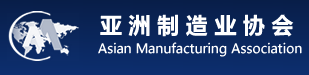 亚洲制造业协会
Asian Manufacturing Association